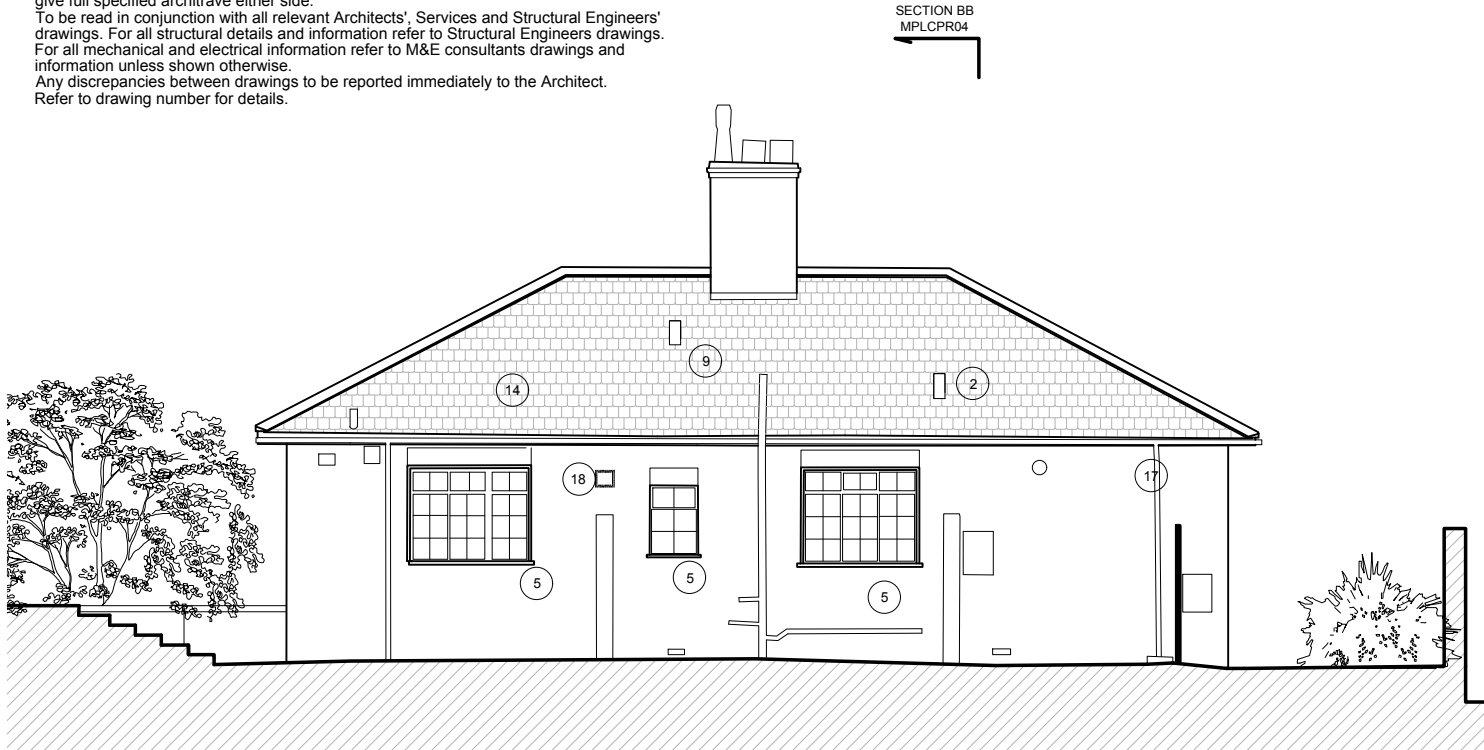 give full specified architrave either side.
To be read in conjunction with all relevant Architects', Services and Structural Engineers'
drawings. For all structural details and information refer to Structural Engineers drawings.
For all mechanical and electrical information refer to M&E consultants drawings and
information unless shown otherwise.
Any discrepancies between drawings to be reported immediately to the Architect.
Refer to drawing number for details.
SECTION BB
MPLCPR04
9
2
14
18
17
5
5
5